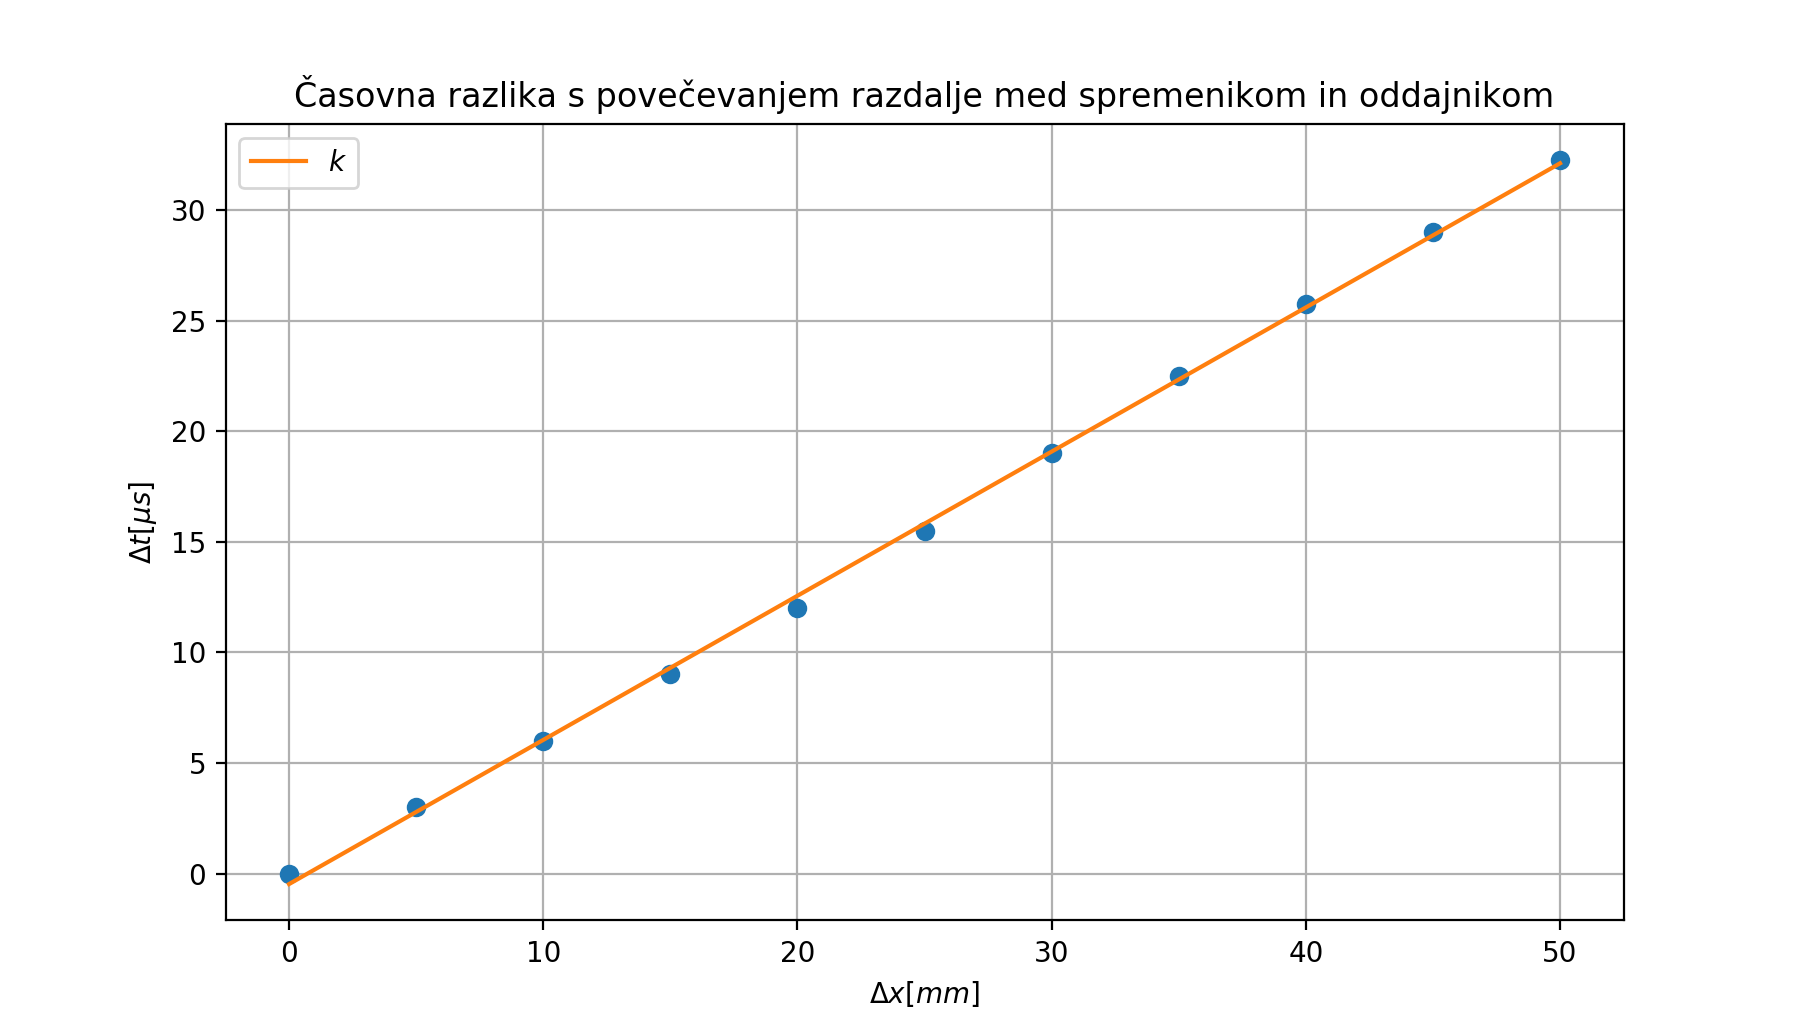 Časovna razlika s povečevanjem razdalje med spremenikom in oddajnikom
k
30
25
20
15
10
5
0
Δt[μs]
0 10 20 30 40 50
Δx[mm]